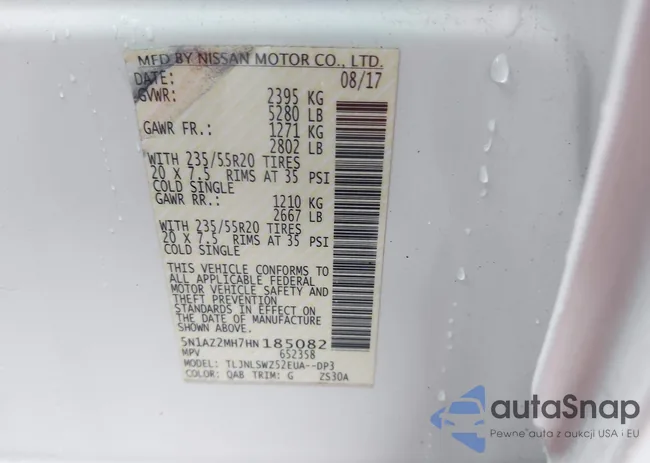 MFD BY NISSAN MOTOR CO., LTD.
DATE: 08/17
GVWR: 2395 KG
5280 LB
GAWR FR.: 1271 KG
2802 LB
WITH 235/55R20 TIRES
20 X 7.5 RIMS AT 35 PSI
COLD SINGLE
GAWR RR.: 1210 KG
2667 LB
WITH 235/55R20 TIRES
20 X 7.5 RIMS AT 35 PSI
COLD SINGLE
THIS VEHICLE CONFORMS TO
ALL APPLICABLE FEDERAL
MOTOR VEHICLE SAFETY AND
THEFT PREVENTION
STANDARDS IN EFFECT ON
THE DATE OF MANUFACTURE
SHOWN ABOVE.
5N1AZ2MH7HN185082
MPV 652358
MODEL: TLJNLSWZ52EUA--DP3
COLOR: QAB TRIM: G ZS30A
autaSnap
Pewne auta z aukcji USA i EU